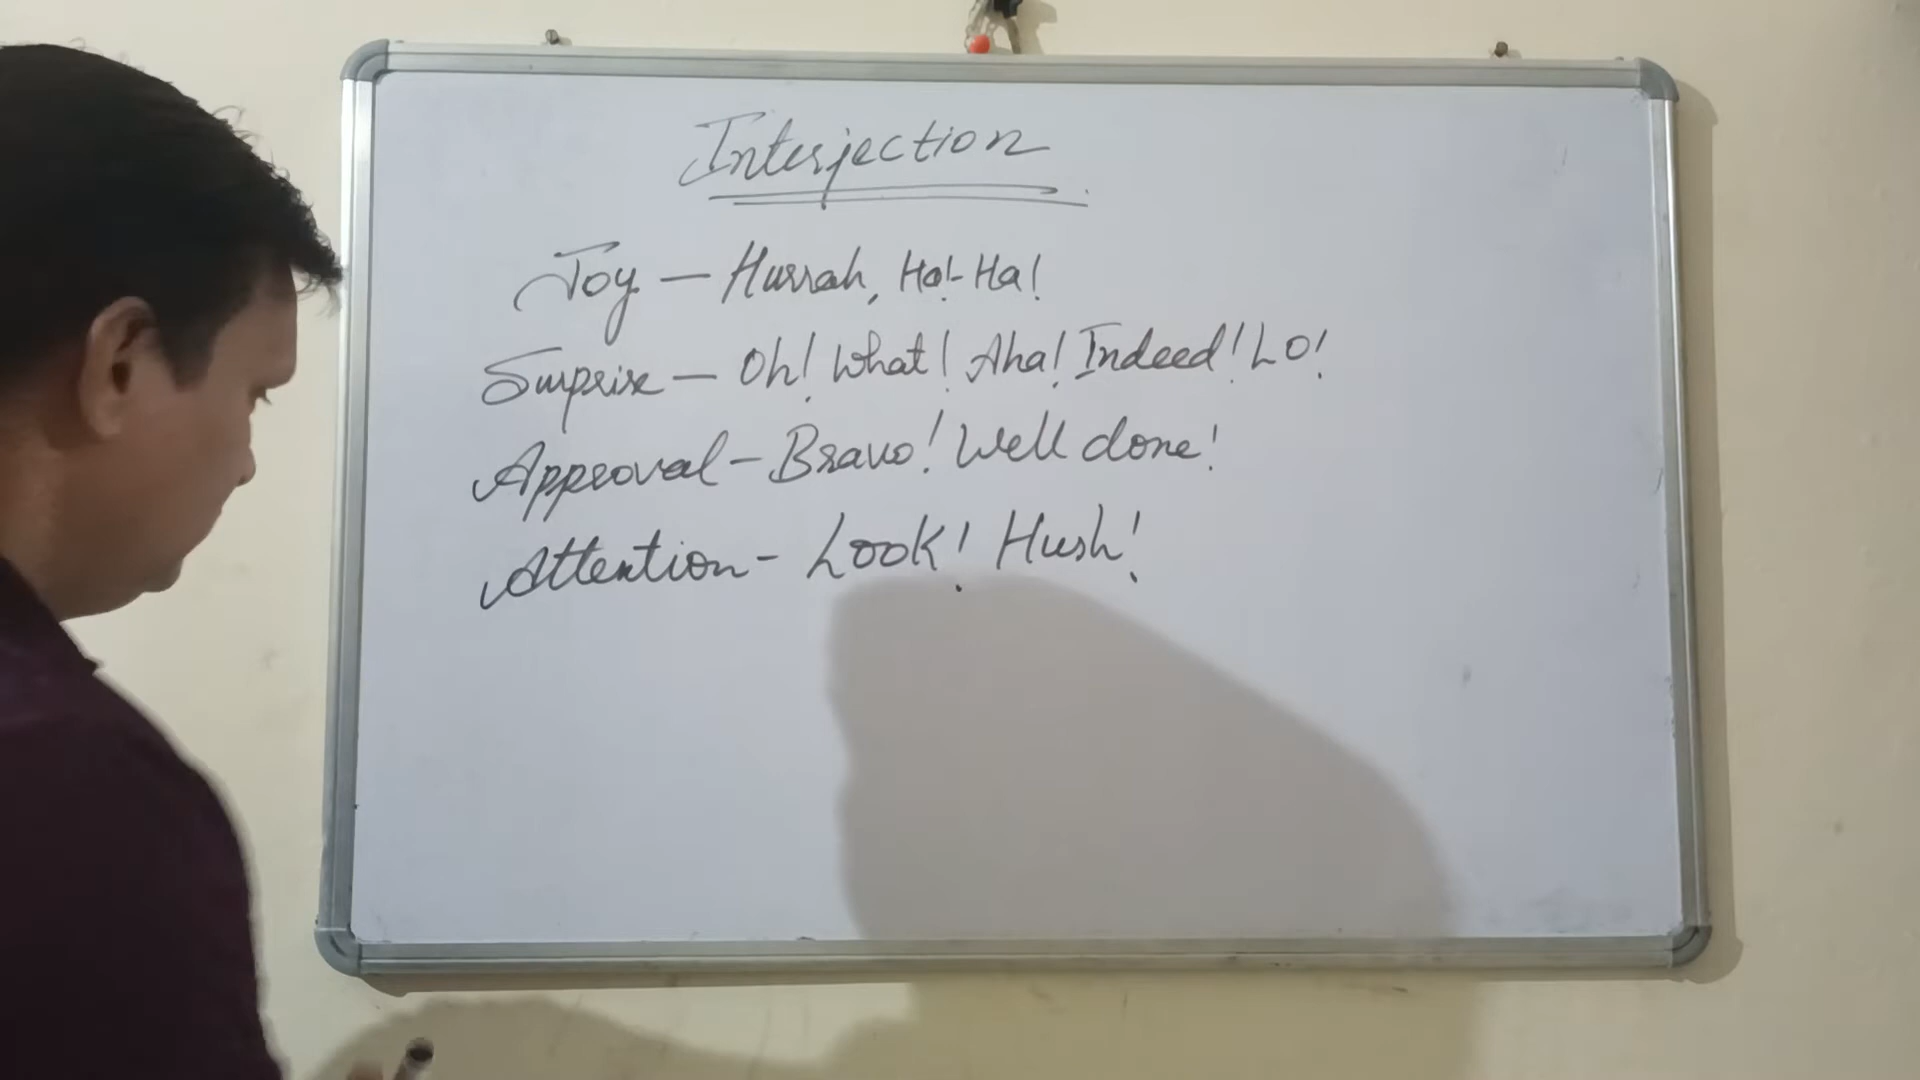 Interjection
Joy - Hurrah, Ha!-Ha!
Surprise - Oh! What! Aha! Indeed! LO!
Approval - Bravo! Well done!
Attention - Look! Hush!